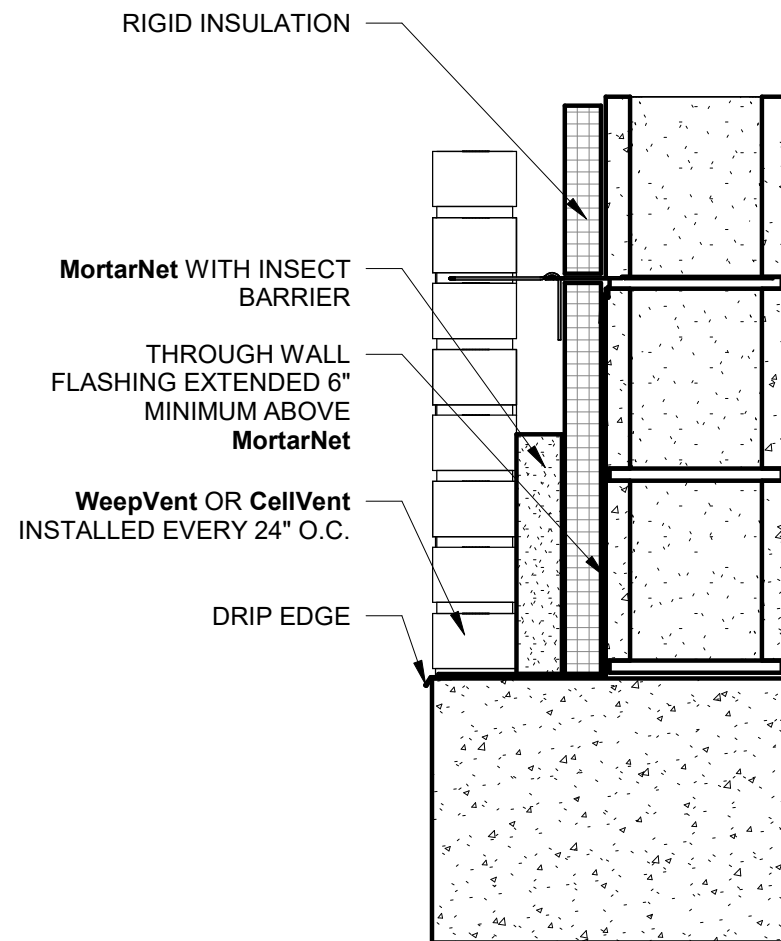 RIGID INSULATION
MortarNet WITH INSECT
BARRIER
THROUGH WALL
FLASHING EXTENDED 6"
MINIMUM ABOVE
MortarNet
WeepVent OR CellVent
INSTALLED EVERY 24" O.C.
DRIP EDGE